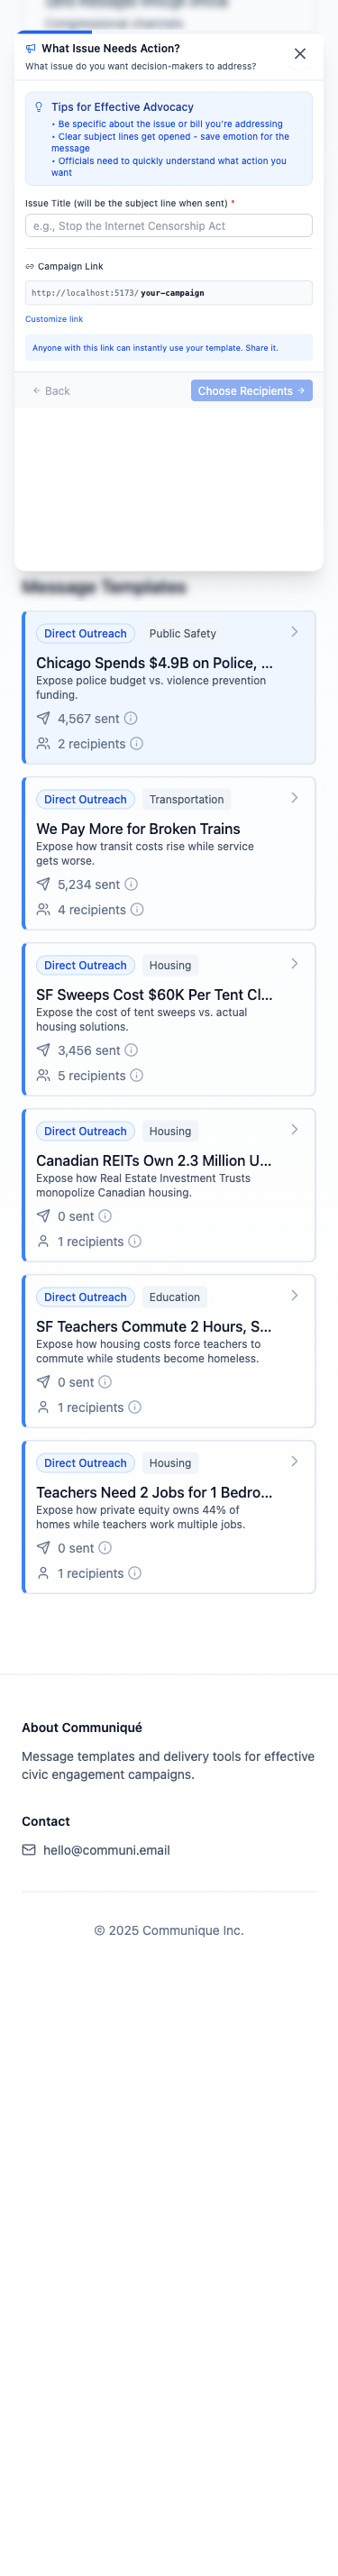 Congressional channels
What Issue Needs Action?
What issue do you want decision-makers to address?
Tips for Effective Advocacy
• Be specific about the issue or bill you're addressing
• Clear subject lines get opened - save emotion for the
message
• Officials need to quickly understand what action you
want
Issue Title (will be the subject line when sent) *
e.g., Stop the Internet Censorship Act
Campaign Link
http://localhost:5173/your-campaign
Customize link
Anyone with this link can instantly use your template. Share it.
← Back
Choose Recipients →
Message Templates
Direct Outreach Public Safety
Chicago Spends $4.9B on Police, ...
Expose police budget vs. violence prevention
funding.
4,567 sent
2 recipients
Direct Outreach Transportation
We Pay More for Broken Trains
Expose how transit costs rise while service
gets worse.
5,234 sent
4 recipients
Direct Outreach Housing
SF Sweeps Cost $60K Per Tent Cl...
Expose the cost of tent sweeps vs. actual
housing solutions.
3,456 sent
5 recipients
Direct Outreach Housing
Canadian REITs Own 2.3 Million U...
Expose how Real Estate Investment Trusts
monopolize Canadian housing.
0 sent
1 recipients
Direct Outreach Education
SF Teachers Commute 2 Hours, S...
Expose how housing costs force teachers to
commute while students become homeless.
0 sent
1 recipients
Direct Outreach Housing
Teachers Need 2 Jobs for 1 Bedro...
Expose how private equity owns 44% of
homes while teachers work multiple jobs.
0 sent
1 recipients
About Communiqué
Message templates and delivery tools for effective
civic engagement campaigns.
Contact
hello@communi.email
© 2025 Communique Inc.